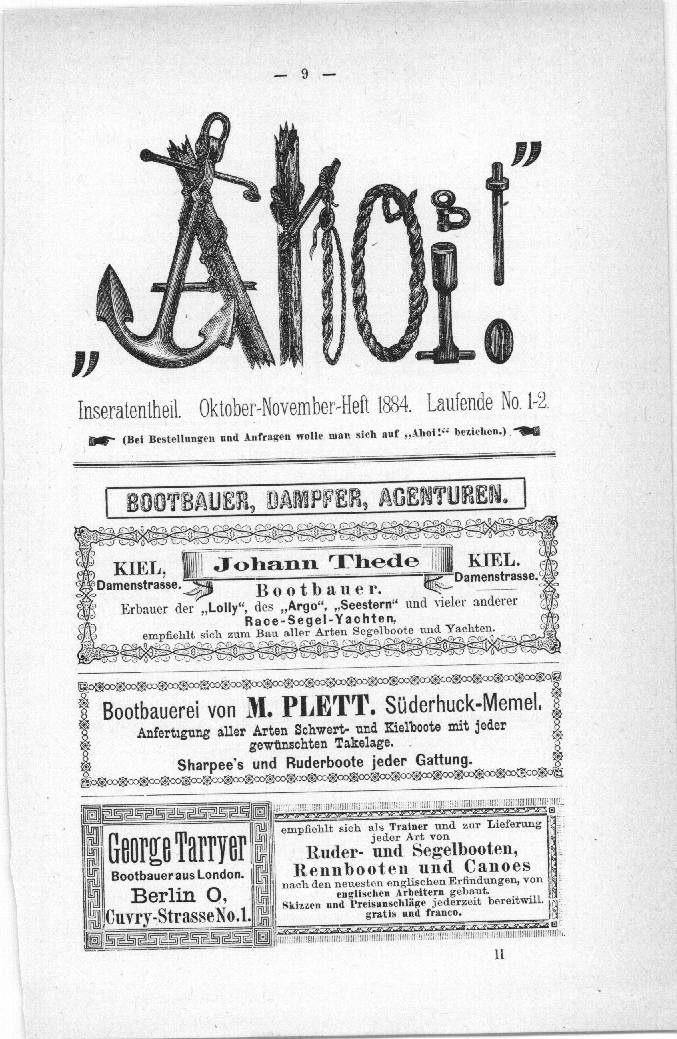 — 9 —
„Ahoi!”
Inseratentheil. Oktober-November-Heft 1884. Laufende No. 1-2.
(Bei Bestellungen und Anfragen wolle man sich auf „Ahoi!“ beziehen.)
BOOTBAUER, DAMPFER, AGENTUREN.
KIEL, Johann Thede KIEL.
Damenstrasse. Bootbauer. Damenstrasse.
Erbauer der „Lolly“, des „Argo“, „Seestern“ und vieler anderer
Race-Segel-Yachten,
empfiehlt sich zum Bau aller Arten Segelboote und Yachten.
Bootbauerei von M. PLETT. Süderhuck-Memel.
Anfertigung aller Arten Schwert- und Kielboote mit jeder
gewünschten Takelage.
Sharpee's und Ruderboote jeder Gattung.
George Tarryer
Bootbauer aus London.
Berlin O,
Cuvry-Strasse No. 1.
empfiehlt sich als Trainer und zur Lieferung
jeder Art von
Ruder- und Segelbooten,
Rennbooten und Canoes
nach den neuesten englischen Erfindungen, von
englischen Arbeitern gebaut.
Skizzen und Preisanschläge jederzeit bereitwill.
gratis und franco.
II